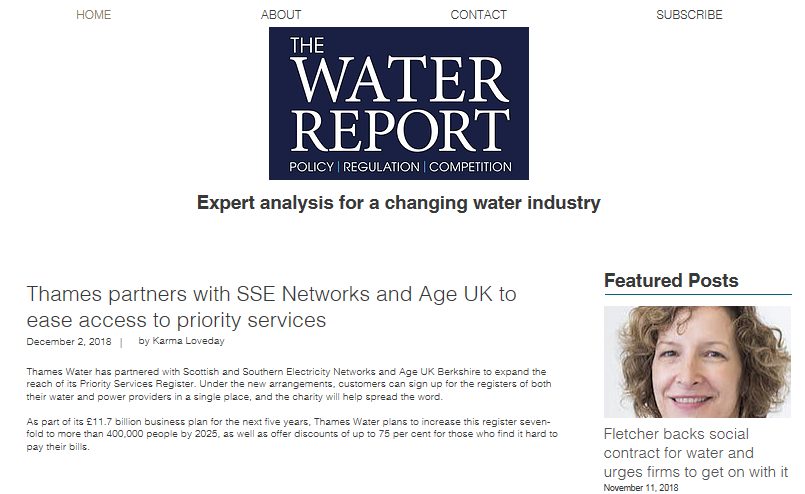 HOME ABOUT CONTACT SUBSCRIBE
THE
WATER
REPORT
POLICY | REGULATION | COMPETITION
Expert analysis for a changing water industry
Thames partners with SSE Networks and Age UK to
ease access to priority services
December 2, 2018 | by Karma Loveday
Thames Water has partnered with Scottish and Southern Electricity Networks and Age UK Berkshire to expand the
reach of its Priority Services Register. Under the new arrangements, customers can sign up for the registers of both
their water and power providers in a single place, and the charity will help spread the word.
As part of its £11.7 billion business plan for the next five years, Thames Water plans to increase this register seven-
fold to more than 400,000 people by 2025, as well as offer discounts of up to 75 per cent for those who find it hard to
pay their bills.
Featured Posts
Fletcher backs social
contract for water and
urges firms to get on with it
November 11, 2018